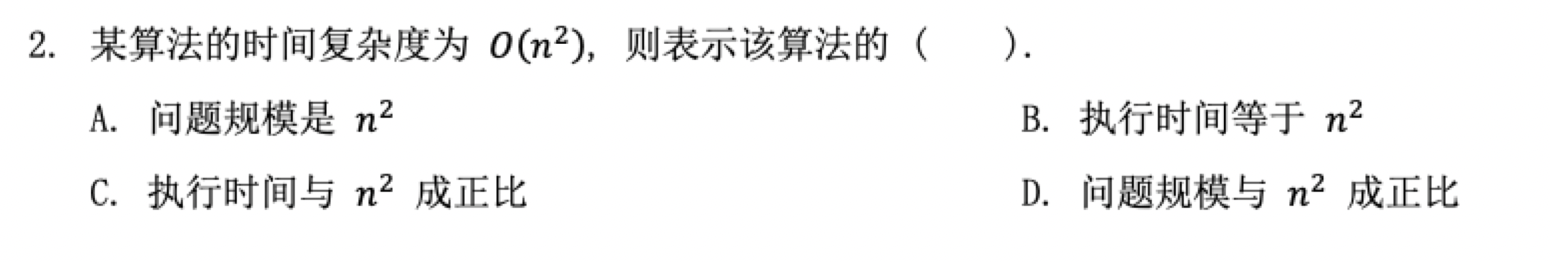 2. 某算法的时间复杂度为 O(n²), 则表示该算法的 (  ).
A. 问题规模是 n² B. 执行时间等于 n²
C. 执行时间与 n² 成正比 D. 问题规模与 n² 成正比